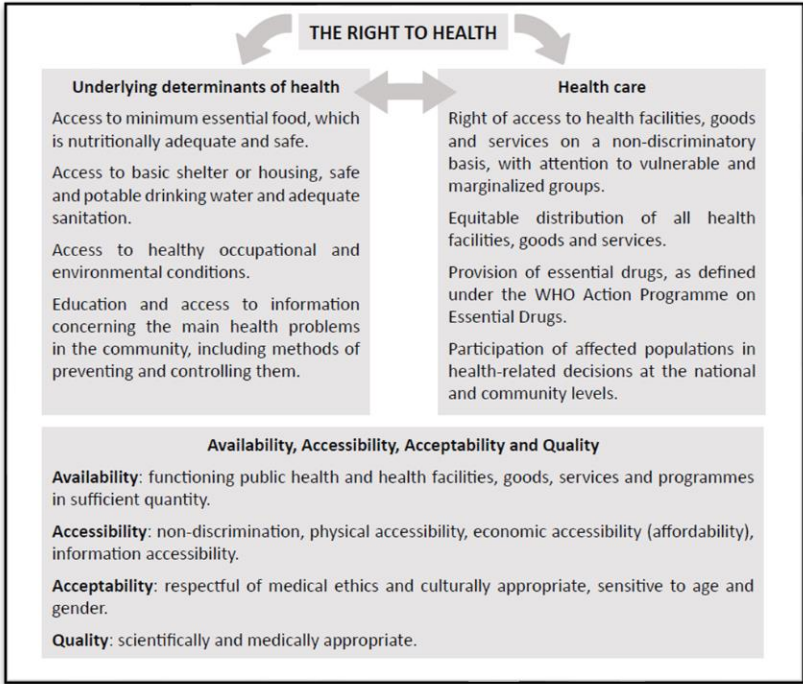 THE RIGHT TO HEALTH
Underlying determinants of health
Access to minimum essential food, which
is nutritionally adequate and safe.
Access to basic shelter or housing, safe
and potable drinking water and adequate
sanitation.
Access to healthy occupational and
environmental conditions.
Education and access to information
concerning the main health problems
in the community, including methods of
preventing and controlling them.
Health care
Right of access to health facilities, goods
and services on a non-discriminatory
basis, with attention to vulnerable and
marginalized groups.
Equitable distribution of all health
facilities, goods and services.
Provision of essential drugs, as defined
under the WHO Action Programme on
Essential Drugs.
Participation of affected populations in
health-related decisions at the national
and community levels.
Availability, Accessibility, Acceptability and Quality
Availability: functioning public health and health facilities, goods, services and programmes
in sufficient quantity.
Accessibility: non-discrimination, physical accessibility, economic accessibility (affordability),
information accessibility.
Acceptability: respectful of medical ethics and culturally appropriate, sensitive to age and
gender.
Quality: scientifically and medically appropriate.